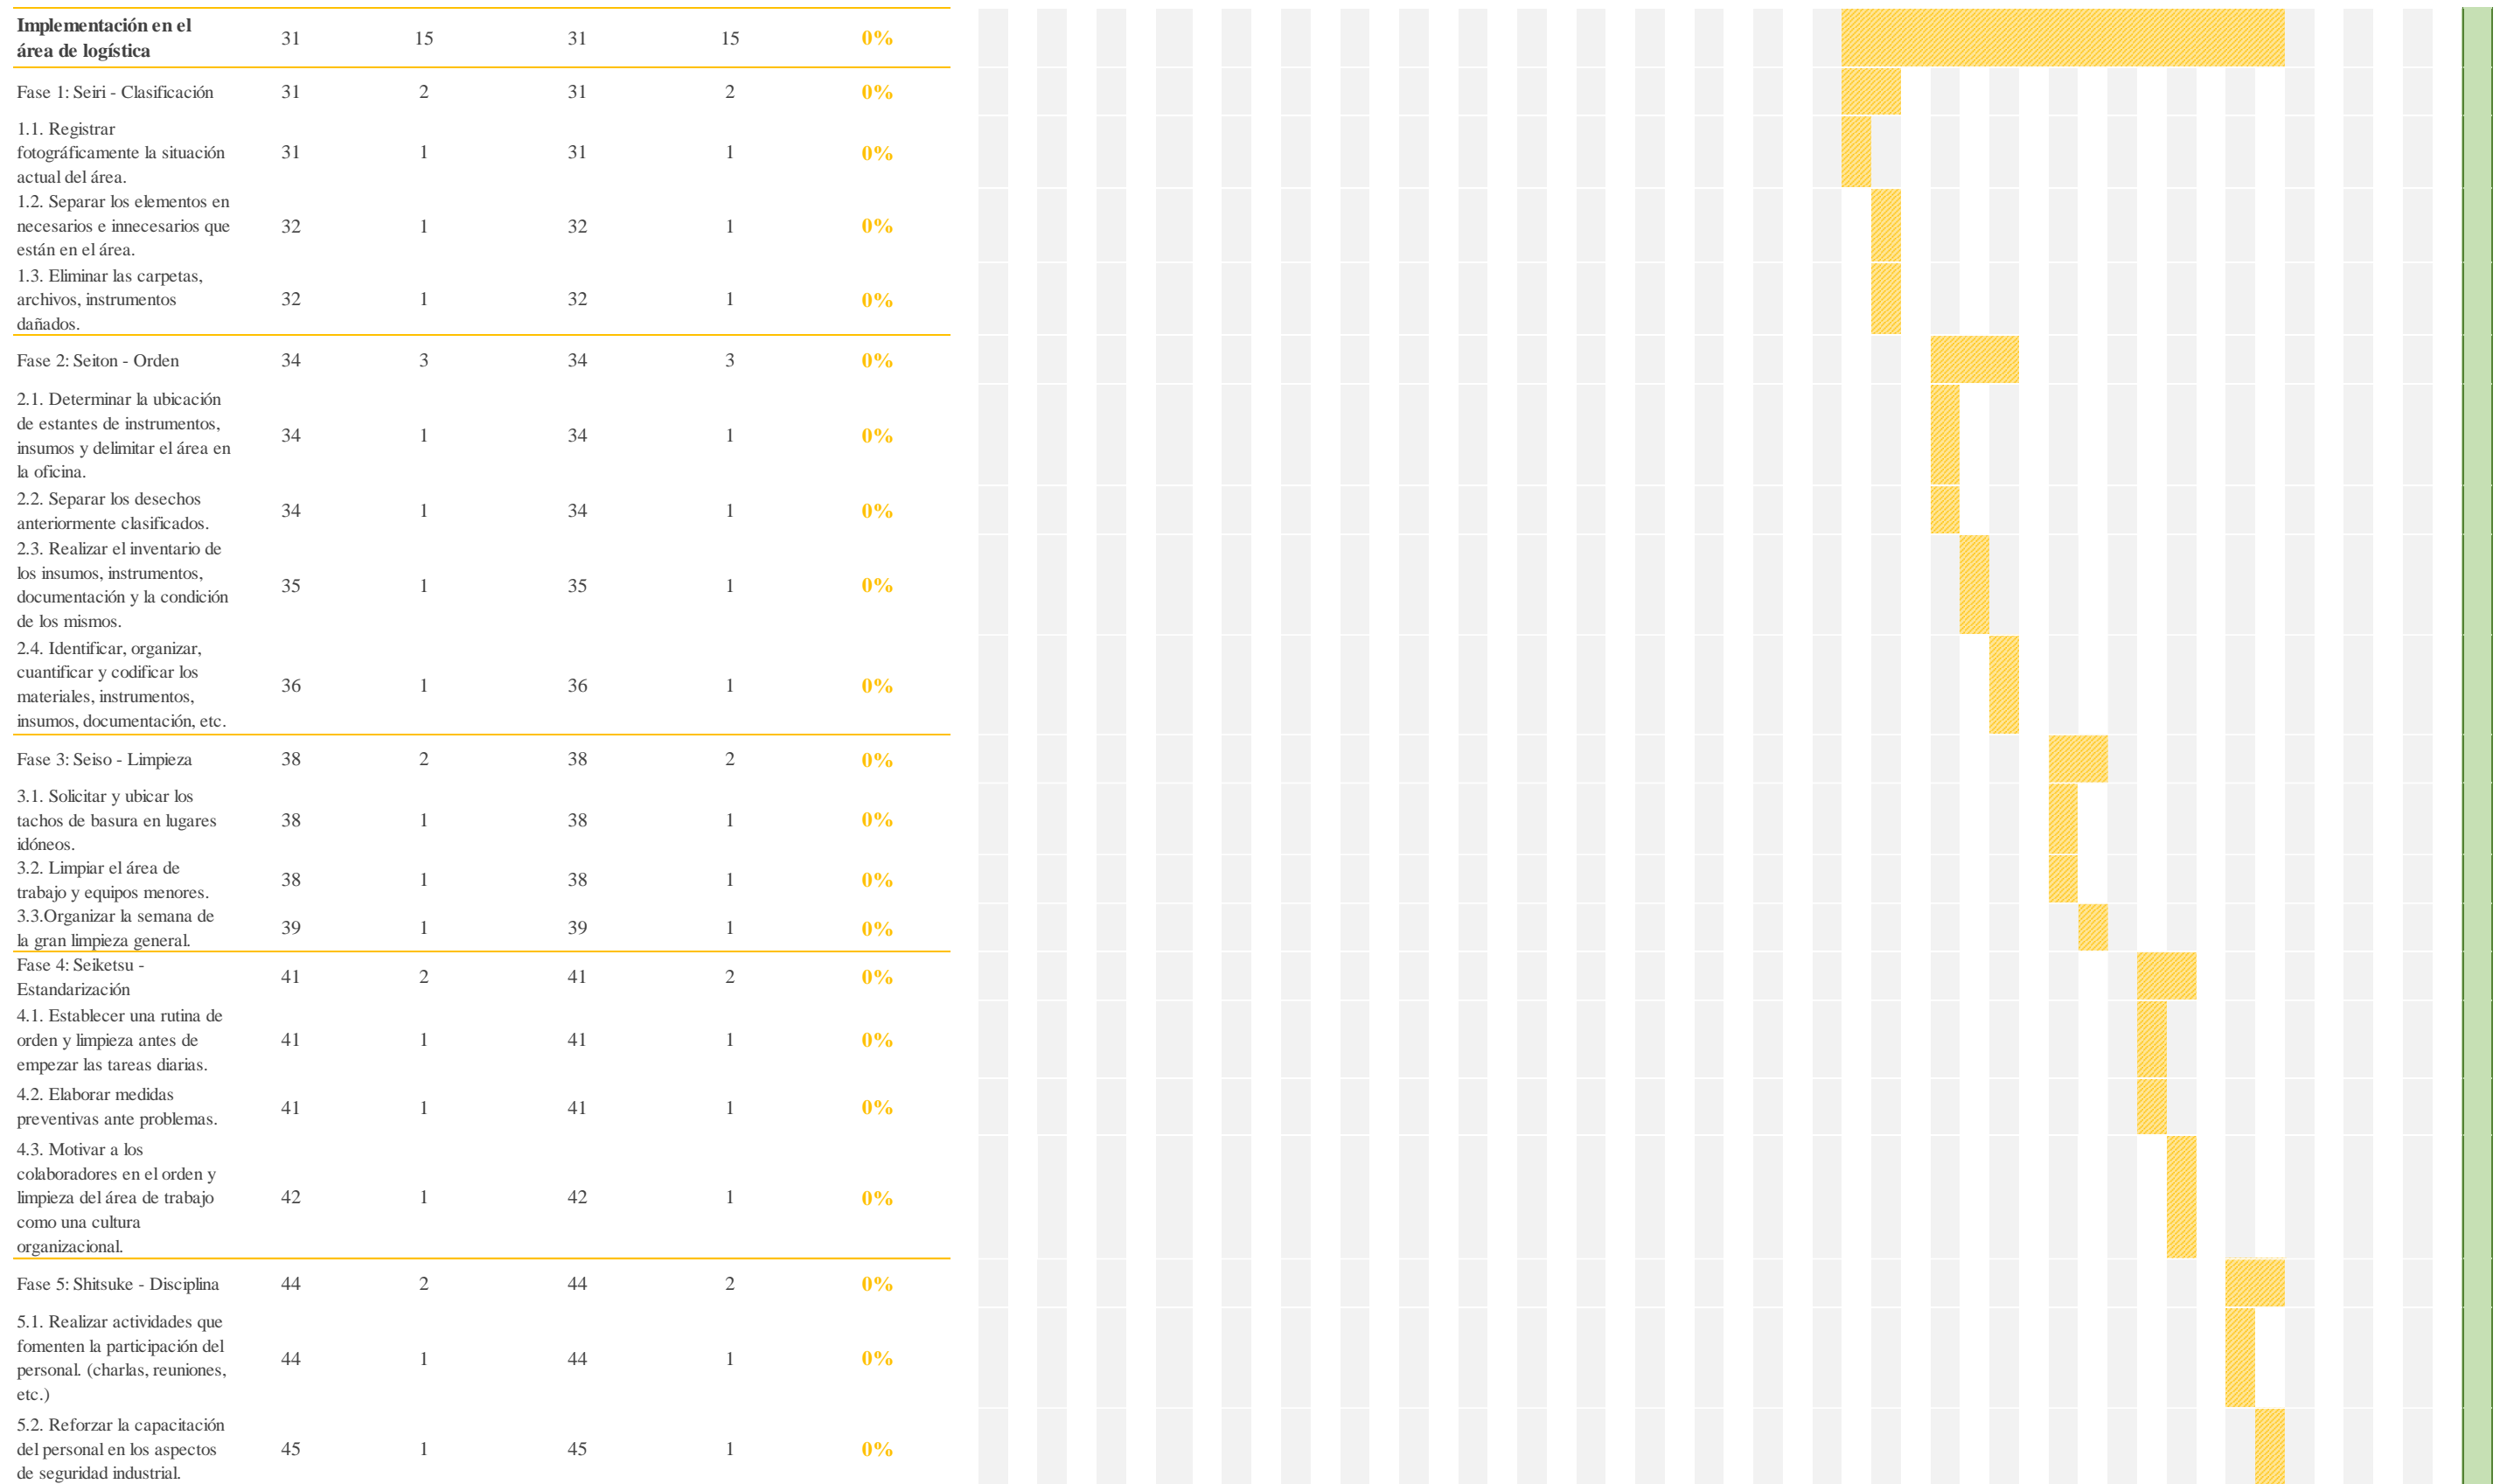 Implementación en el
área de logística
31 15 31 15 0%
Fase 1: Seiri - Clasificación 31 2 31 2 0%
1.1. Registrar
fotográficamente la situación
actual del área.
31 1 31 1 0%
1.2. Separar los elementos en
necesarios e innecesarios que
están en el área.
32 1 32 1 0%
1.3. Eliminar las carpetas,
archivos, instrumentos
dañados.
32 1 32 1 0%
Fase 2: Seiton - Orden 34 3 34 3 0%
2.1. Determinar la ubicación
de estantes de instrumentos,
insumos y delimitar el área en
la oficina.
34 1 34 1 0%
2.2. Separar los desechos
anteriormente clasificados.
34 1 34 1 0%
2.3. Realizar el inventario de
los insumos, instrumentos,
documentación y la condición
de los mismos.
35 1 35 1 0%
2.4. Identificar, organizar,
cuantificar y codificar los
materiales, instrumentos,
insumos, documentación, etc.
36 1 36 1 0%
Fase 3: Seiso - Limpieza 38 2 38 2 0%
3.1. Solicitar y ubicar los
tachos de basura en lugares
idóneos.
38 1 38 1 0%
3.2. Limpiar el área de
trabajo y equipos menores.
38 1 38 1 0%
3.3.Organizar la semana de
la gran limpieza general.
39 1 39 1 0%
Fase 4: Seiketsu -
Estandarización
41 2 41 2 0%
4.1. Establecer una rutina de
orden y limpieza antes de
empezar las tareas diarias.
41 1 41 1 0%
4.2. Elaborar medidas
preventivas ante problemas.
41 1 41 1 0%
4.3. Motivar a los
colaboradores en el orden y
limpieza del área de trabajo
como una cultura
organizacional.
42 1 42 1 0%
Fase 5: Shitsuke - Disciplina 44 2 44 2 0%
5.1. Realizar actividades que
fomenten la participación del
personal. (charlas, reuniones,
etc.)
44 1 44 1 0%
5.2. Reforzar la capacitación
del personal en los aspectos
de seguridad industrial.
45 1 45 1 0%